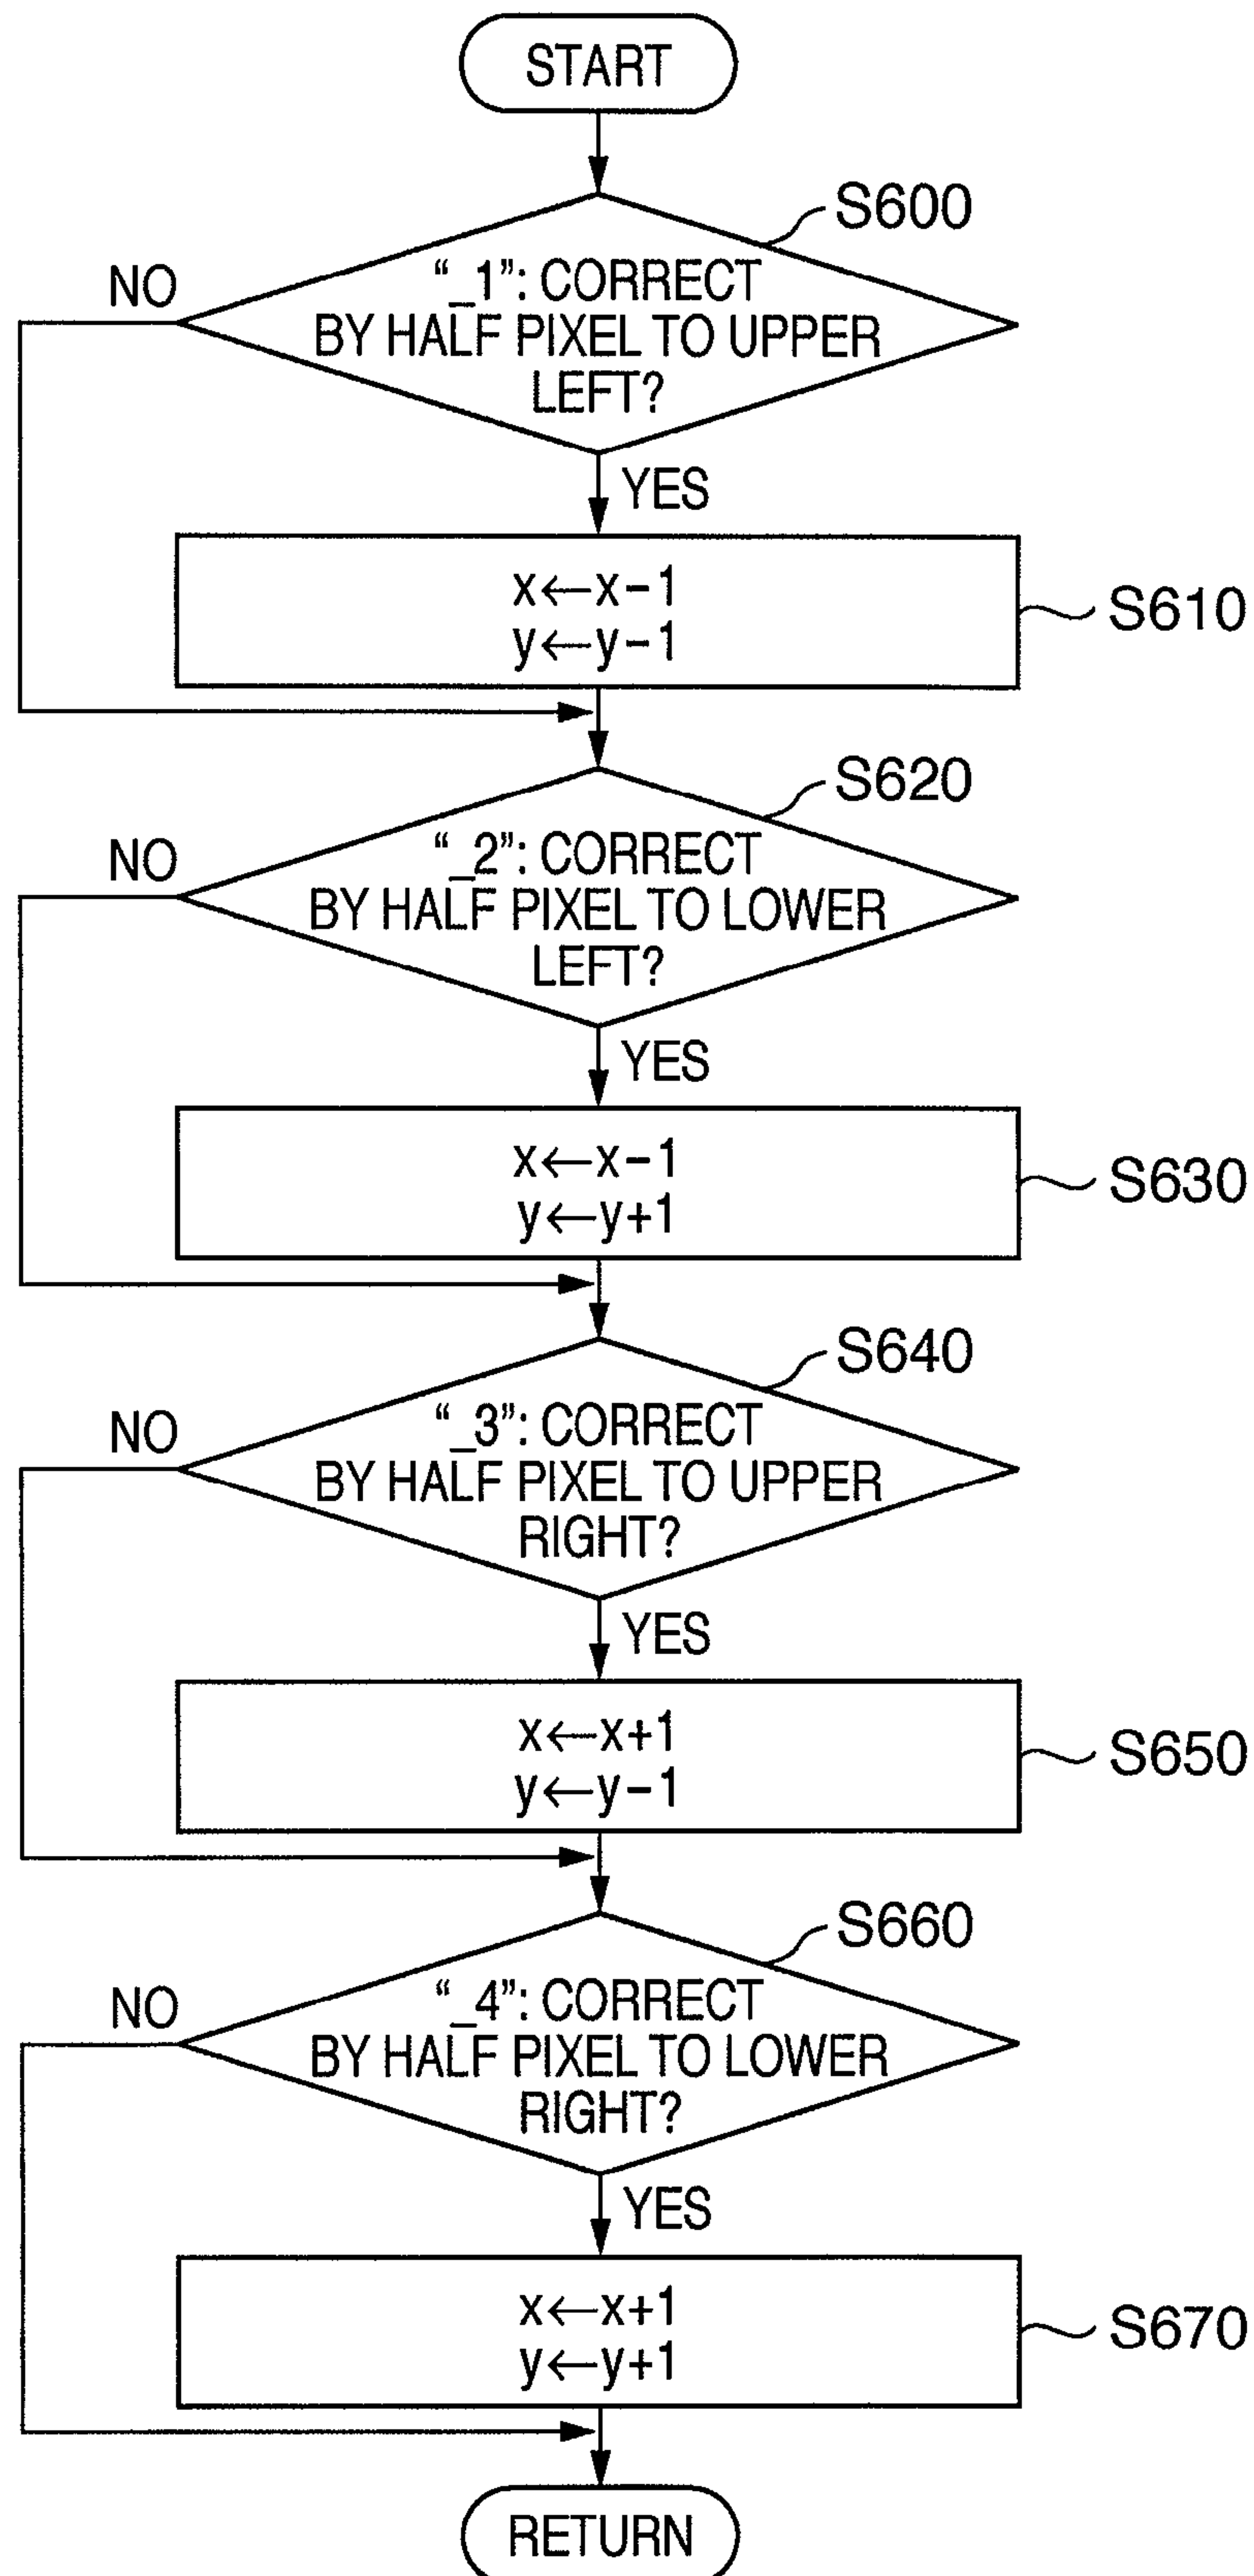 START
S600
NO
“_1”: CORRECT
BY HALF PIXEL TO UPPER
LEFT?
YES
x←x−1
y←y−1
S610
S620
NO
“_2”: CORRECT
BY HALF PIXEL TO LOWER
LEFT?
YES
x←x−1
y←y+1
S630
S640
NO
“_3”: CORRECT
BY HALF PIXEL TO UPPER
RIGHT?
YES
x←x+1
y←y−1
S650
S660
NO
“_4”: CORRECT
BY HALF PIXEL TO LOWER
RIGHT?
YES
x←x+1
y←y+1
S670
RETURN